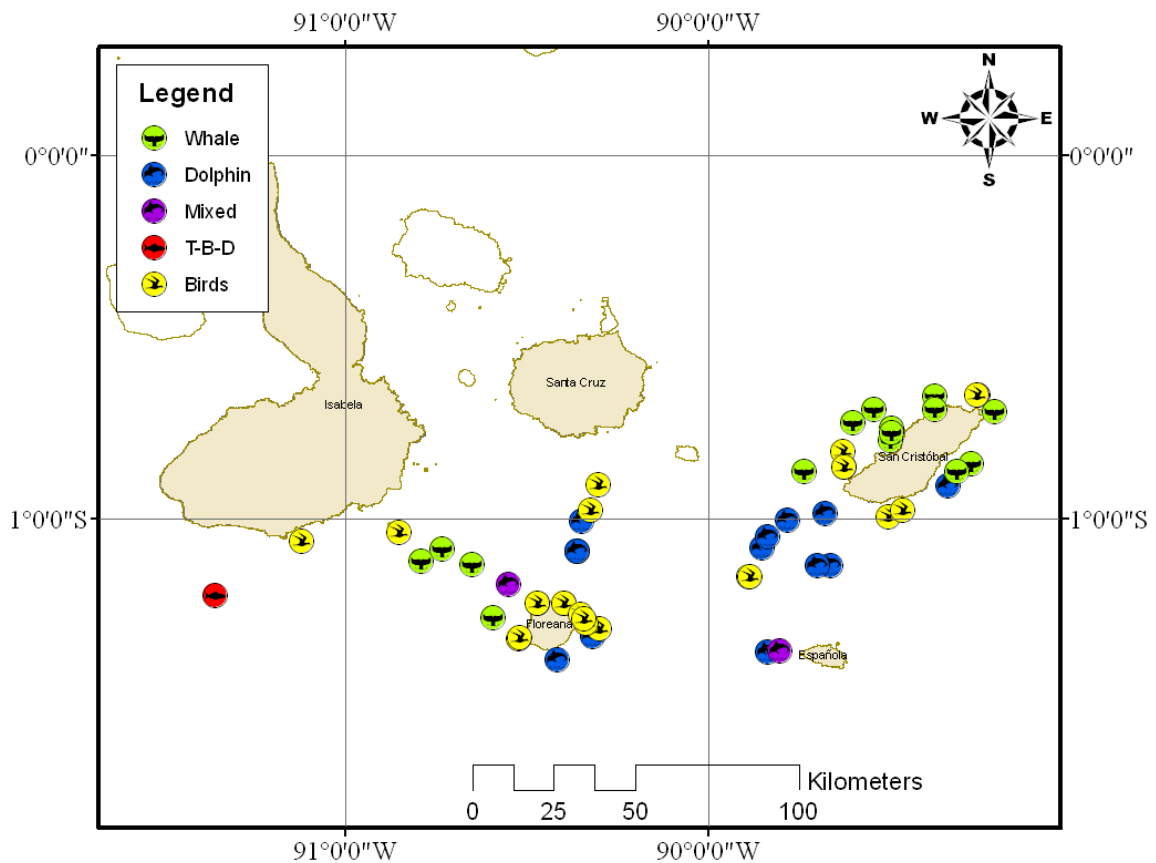 91°0'0"W
90°0'0"W
Legend
Whale
Dolphin
Mixed
T-B-D
Birds
N
W
E
S
0°0'0"
0°0'0"
Santa Cruz
Isabela
San Cristóbal
1°0'0"S
1°0'0"S
Floreana
Española
Kilometers
0
25
50
100
91°0'0"W
90°0'0"W